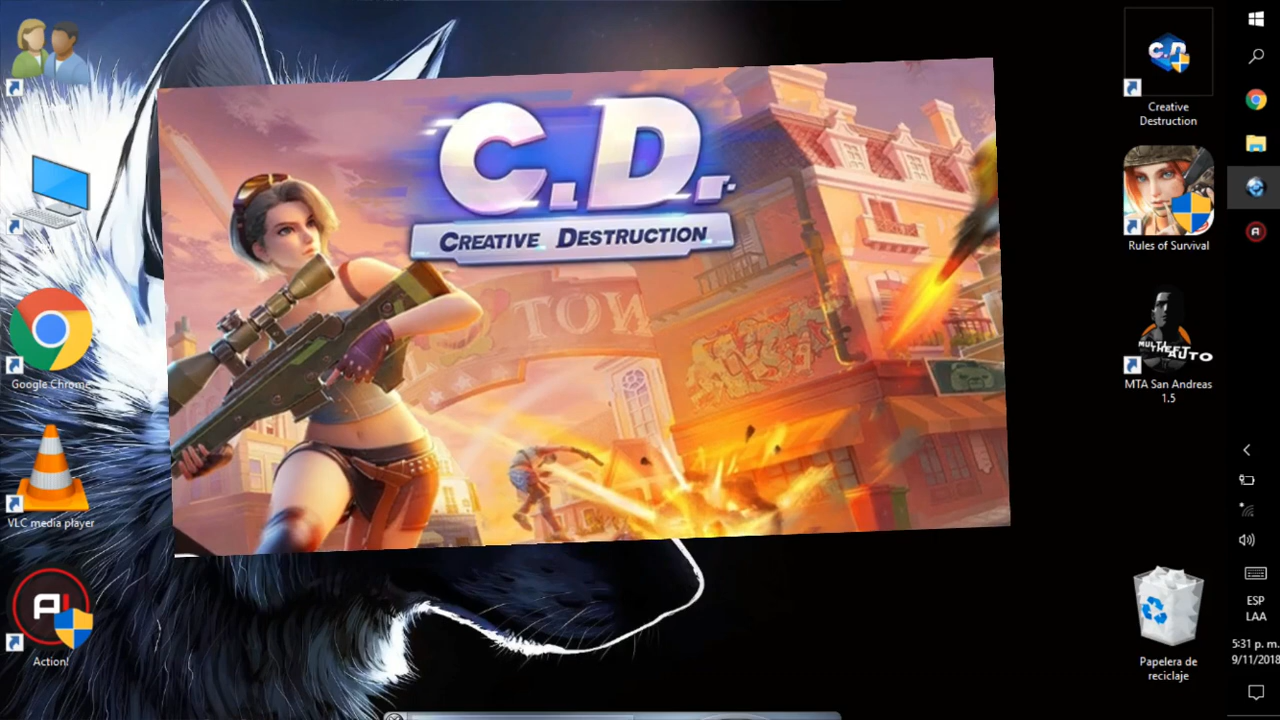 C.D.
CREATIVE DESTRUCTION
TOW
Google Chrome
VLC media player
A!
Action!
C.D.
Creative
Destruction
Rules of Survival
MULTI
THEFT
AUTO
MTA San Andreas
1.5
Papelera de
reciclaje
ESP
LAA
5:31 p. m.
9/11/2018